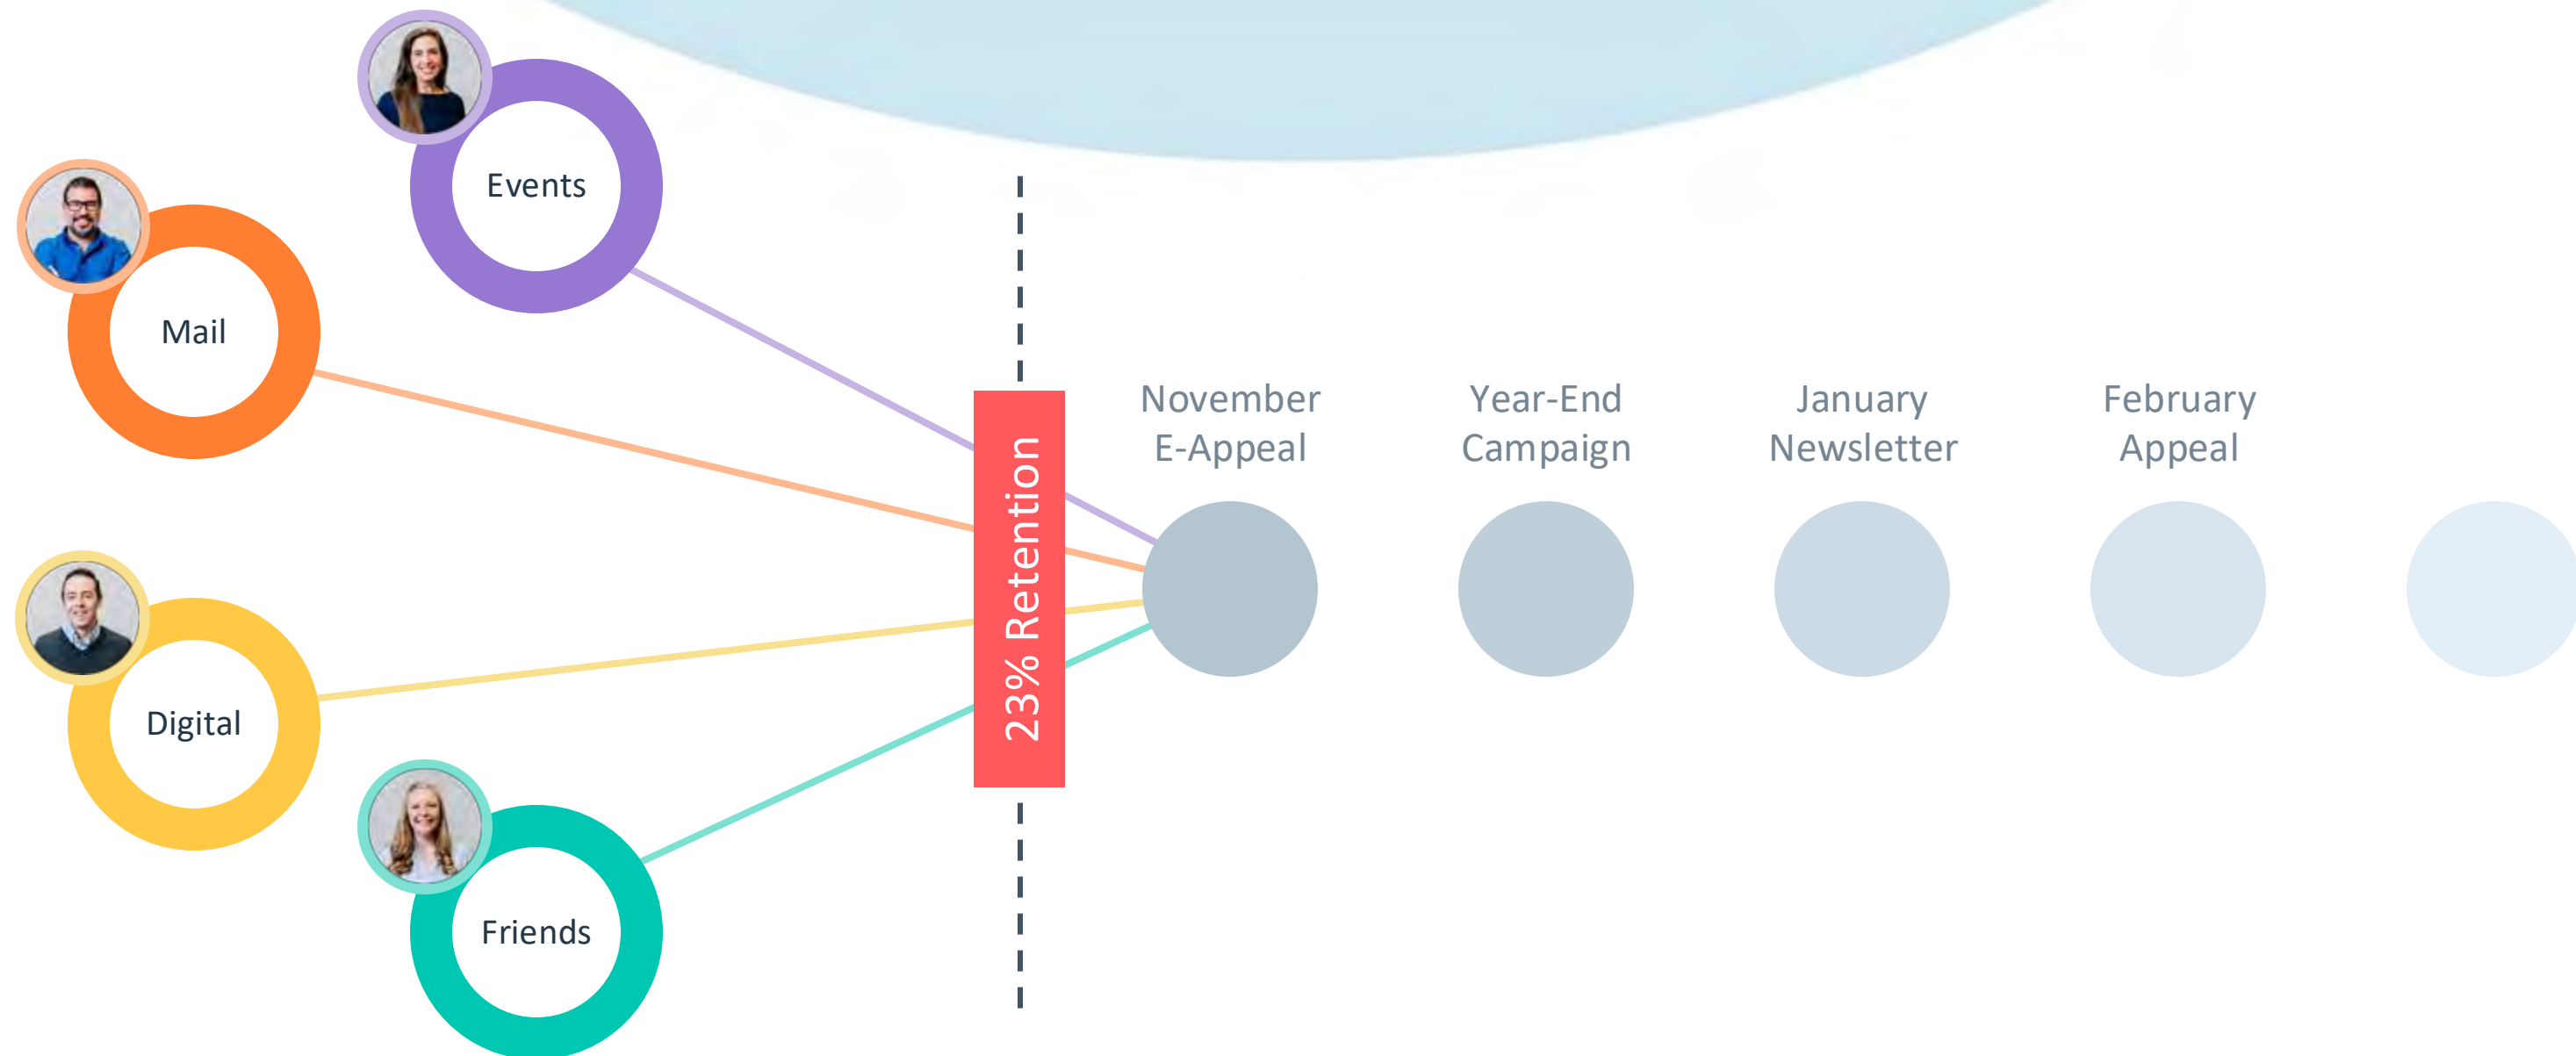 Events
Mail
Digital
Friends
23% Retention
November
E-Appeal
Year-End
Campaign
January
Newsletter
February
Appeal